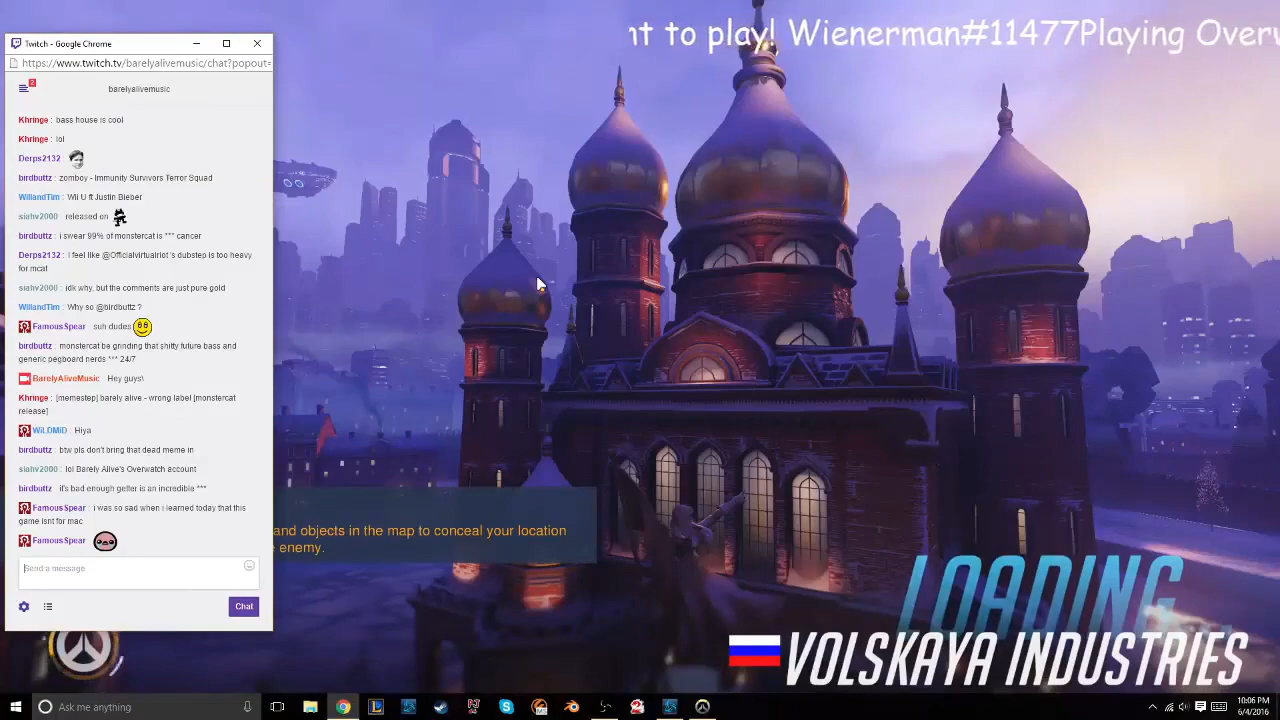 nt to play! Wienerman#11477Playing Overw
Twitch - Google Chrome
https://www.twitch.tv/barelyalivemusic/chat?popout=
2
barelyalivemusic
Khringe : bass house is cool
Khringe : lol
Derps2132
birdbuttz : zomboy - Immunity Survivors Terror Squad
WillandTim : Wii U ft Justin Bieber
siahv2000 : released on
birdbuttz : i swear 99% of monstercat is *** cancer
Derps2132 : i feel like @Officialvirtualriot 's dubstep is too heavy
for mcat
siahv2000 : idk why, but the comments are just pure gold
WillandTim : Why so @birdbuttz ?
FamousSpear suh dudes
birdbuttz : monstercat be grinding that shitty future bass and
generic pegboard nerds *** 24/7
BarelyAliveMusic: Hey guys!
Khringe : [memestep] barely alive - wrong label [monstercat
release]
WiLDMiD : Hiya
birdbuttz : btw pls don't bring that dead meme in
siahv2000 : lol Barely Alive's Overwatch account
birdbuttz : it's bad enough getter is an incredible ***
FamousSpear : i was so sad when i learned today that this
game isnt for mac
FamousSpear
Send a message
Chat
and objects in the map to conceal your location
enemy.
LOADING...
VOLSKAYA INDUSTRIES
Ask me anything
10:06 PM
6/4/2016